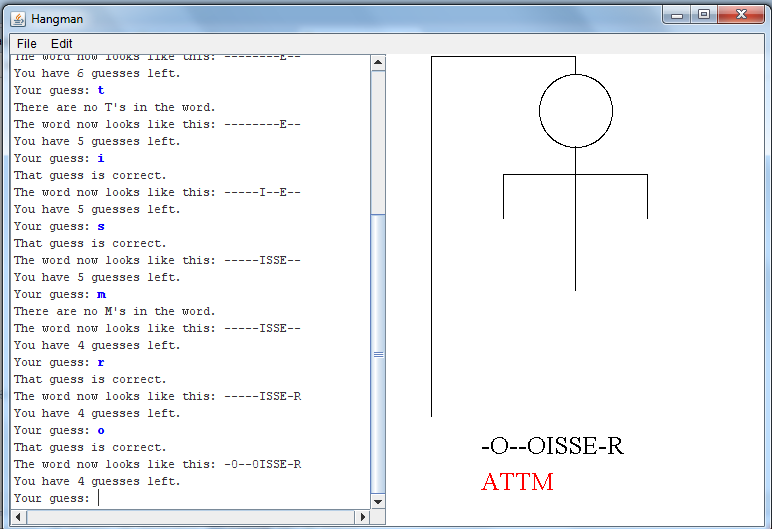 Hangman
File Edit
The word now looks like this: --------E--
You have 6 guesses left.
Your guess: t
There are no T's in the word.
The word now looks like this: --------E--
You have 5 guesses left.
Your guess: i
That guess is correct.
The word now looks like this: -----I--E--
You have 5 guesses left.
Your guess: s
That guess is correct.
The word now looks like this: -----ISSE--
You have 5 guesses left.
Your guess: m
There are no M's in the word.
The word now looks like this: -----ISSE--
You have 4 guesses left.
Your guess: r
That guess is correct.
The word now looks like this: -----ISSE-R
You have 4 guesses left.
Your guess: o
That guess is correct.
The word now looks like this: -O--OISSE-R
You have 4 guesses left.
Your guess:
-O--OISSE-R
ATTM